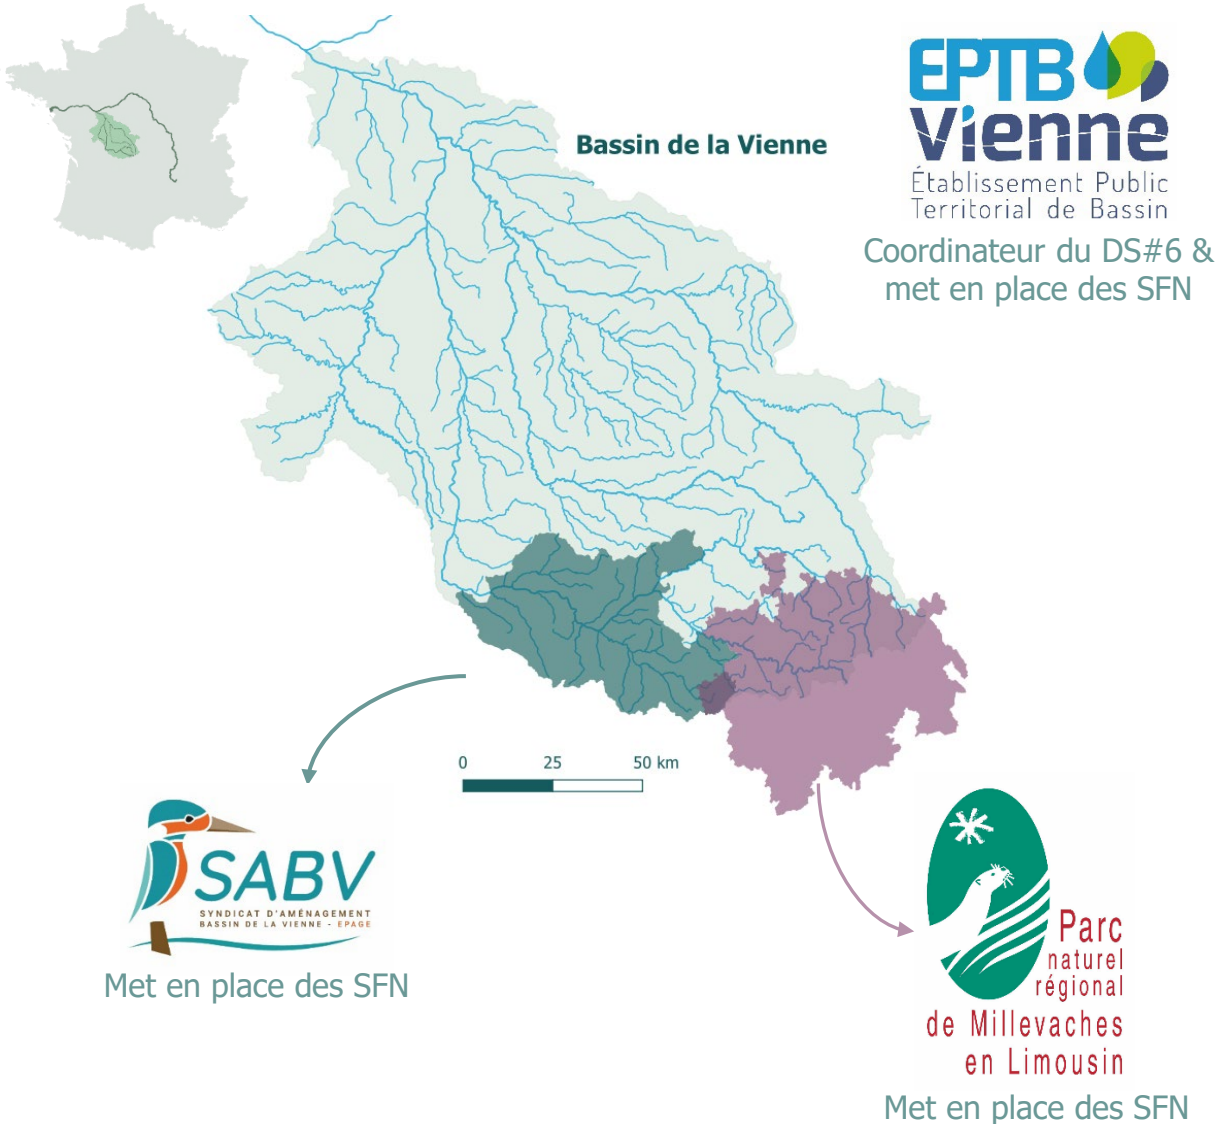 EPTB
Vienne
Établissement Public
Territorial de Bassin
Coordinateur du DS#6 &
met en place des SFN
Bassin de la Vienne
0 25 50 km
SABV
SYNDICAT D'AMÉNAGEMENT
BASSIN DE LA VIENNE - EPAGE
Met en place des SFN
Parc
naturel
régional
de Millevaches
en Limousin
Met en place des SFN